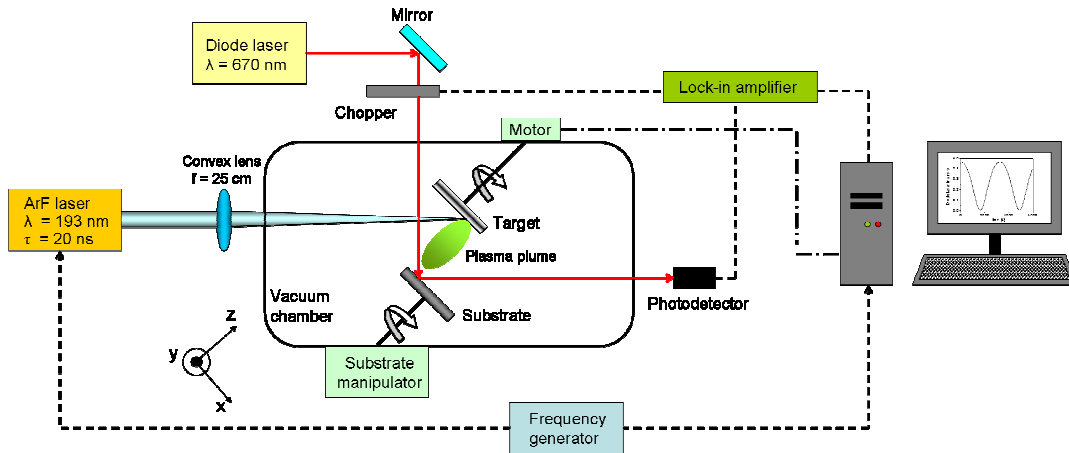 Mirror
Diode laser
λ = 670 nm
Lock-in amplifier
Chopper
Motor
Convex lens
f = 25 cm
ArF laser
λ = 193 nm
τ = 20 ns
Target
Plasma plume
Photodetector
Vacuum
chamber
Substrate
z
y
x
Substrate
manipulator
Frequency
generator